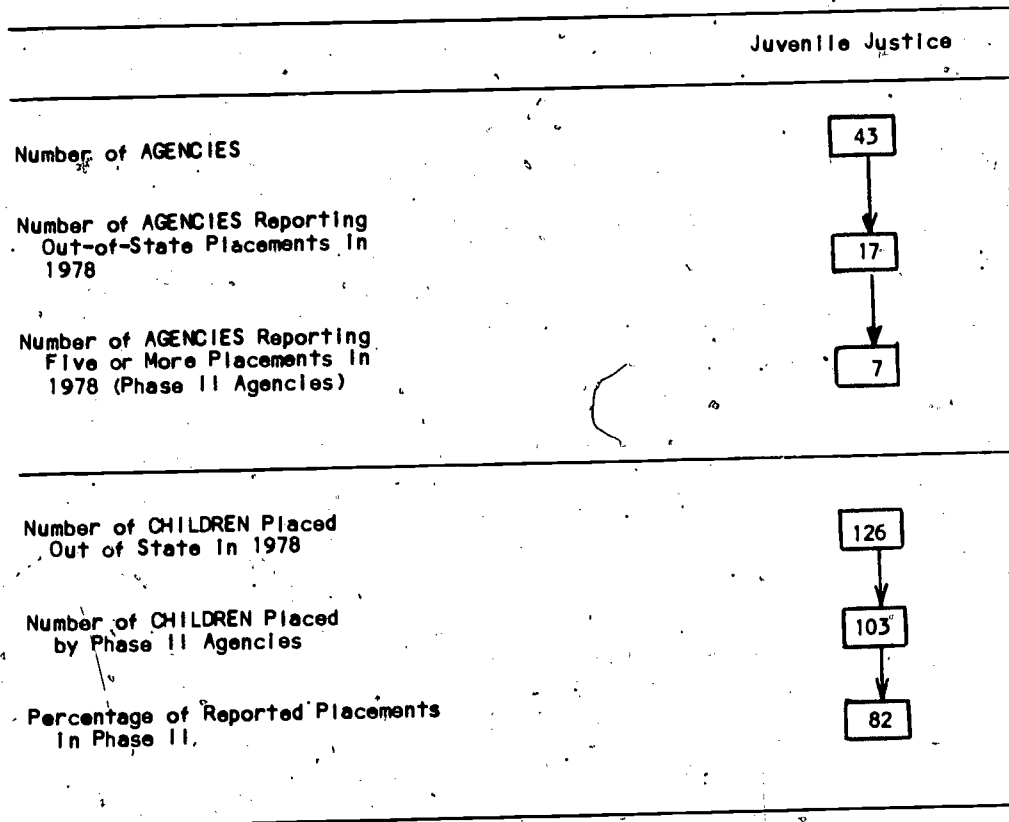 Juvenile Justice
Number of AGENCIES
43
Number of AGENCIES Reporting
Out-of-State Placements in
1978
17
Number of AGENCIES Reporting
Five or More Placements in
1978 (Phase II Agencies)
7
Number of CHILDREN Placed
Out of State in 1978
126
Number of CHILDREN Placed
by Phase II Agencies
103
Percentage of Reported Placements
in Phase II
82